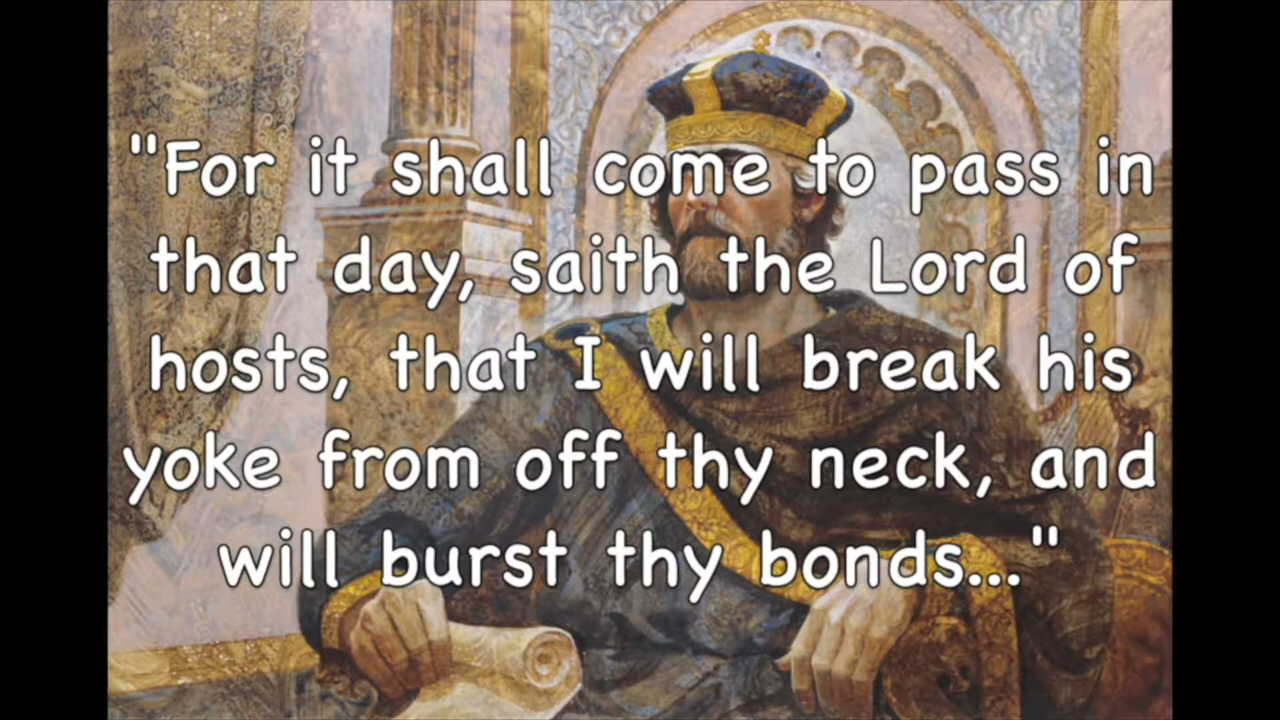 "For it shall come to pass in
that day, saith the Lord of
hosts, that I will break his
yoke from off thy neck, and
will burst thy bonds..."